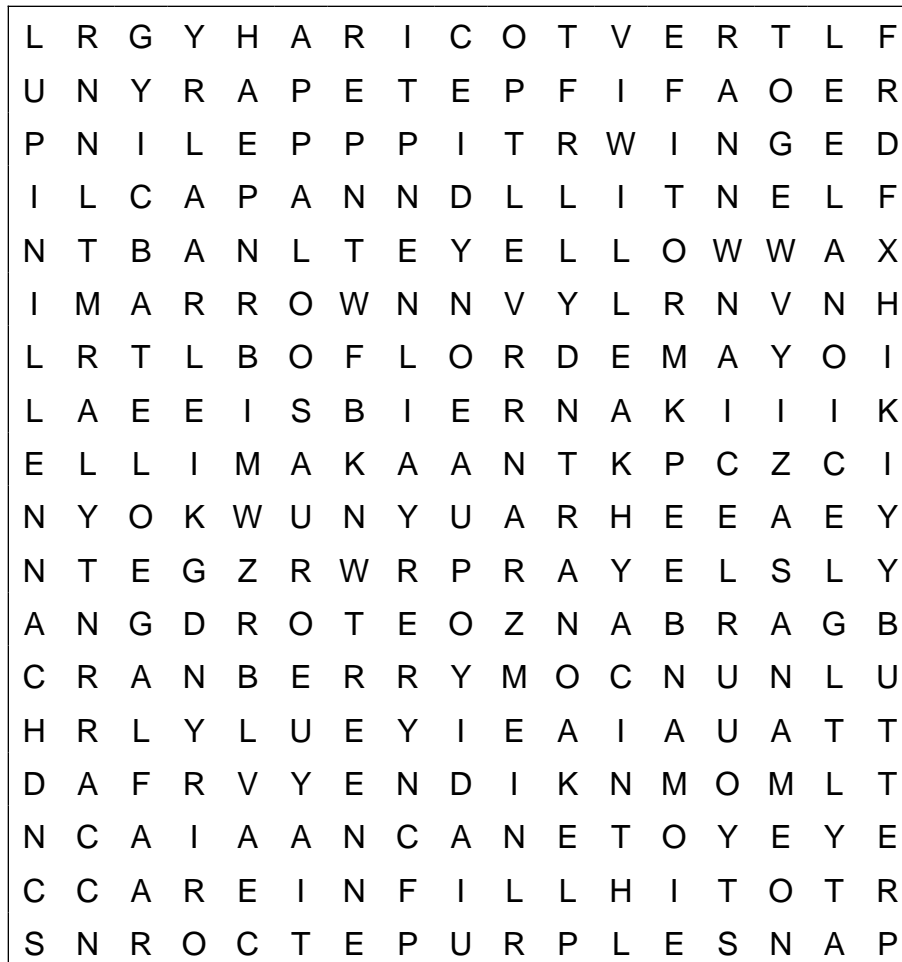 L R G Y H A R I C O T V E R T L F
U N Y R A P E T E P F I F A O E R
P N I L E P P P I T R W I N G E D
I L C A P A N N D L L I T N E L F
N T B A N L T E Y E L L O W W A X
I M A R R O W N N V Y L R N V N H
L R T L B O F L O R D E M A Y O I
L A E E I S B I E R N A K I I I K
E L L I M A K A A N T K P C Z C I
N Y O K W U N Y U A R H E E A E Y
N T E G Z R W R P R A Y E L S L Y
A N G D R O T E O Z N A B R A G B
C R A N B E R R Y M O C N U N L U
H R L Y L U E Y I E A I A U A T T
D A F R V Y E N D I K N M O M L T
N C A I A A N C A N E T O Y E Y E
C C A R E I N F I L L H I T O T R
S N R O C T E P U R P L E S N A P